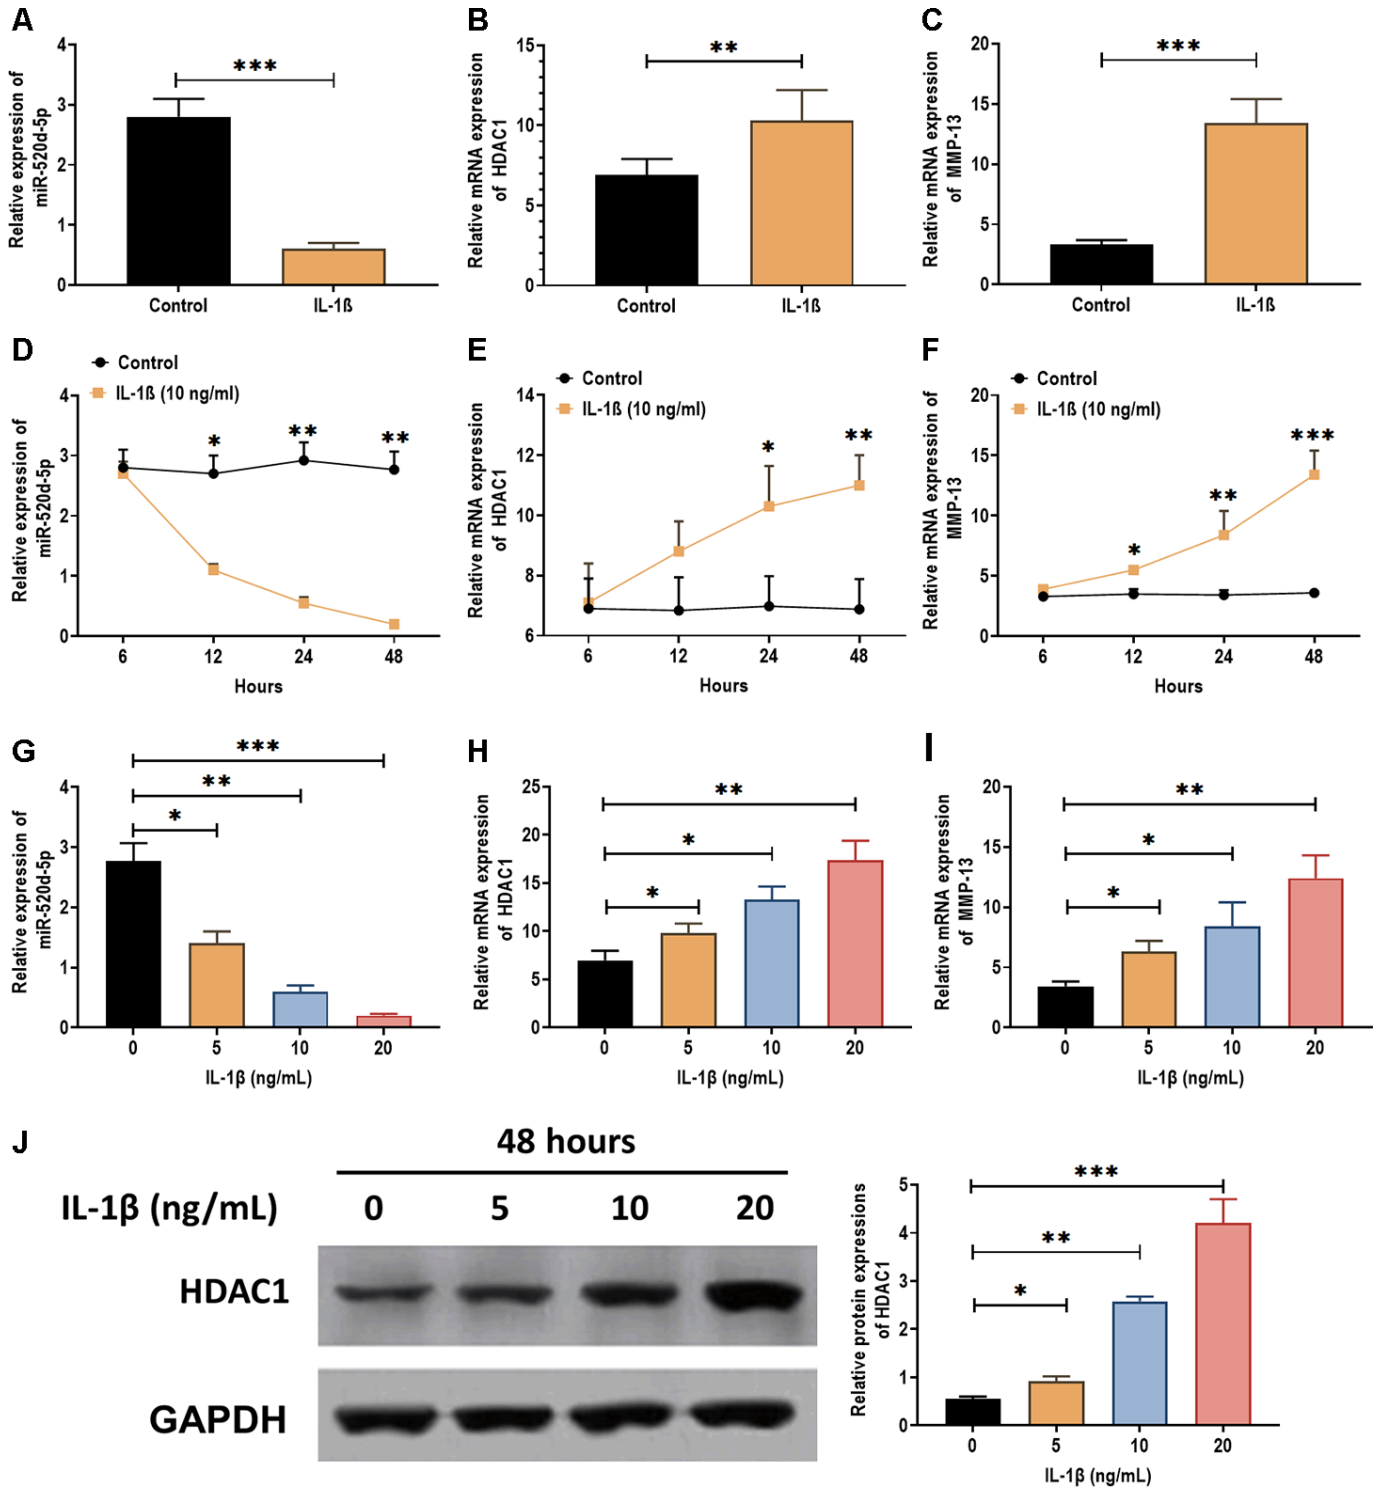 A
Relative expression of
miR-520d-5p
4
3
2
1
0
***
Control
IL-1ß
B
Relative mRNA expression
of HDAC1
15
10
5
0
**
Control
IL-1ß
C
Relative mRNA expression
of MMP-13
20
15
10
5
0
***
Control
IL-1ß
D
Control
IL-1ß (10 ng/ml)
Relative expression of
miR-520d-5p
4
3
2
1
0
* ** **
6 12 24 48
Hours
E
Control
IL-1ß (10 ng/ml)
Relative mRNA expression
of HDAC1
14
12
10
8
6
* **
6 12 24 48
Hours
F
Control
IL-1ß (10 ng/ml)
Relative mRNA expression of
MMP-13
20
15
10
5
0
* ** ***
6 12 24 48
Hours
G
Relative expression of
miR-520d-5p
4
3
2
1
0
***
**
*
0 5 10 20
IL-1β (ng/mL)
H
Relative mRNA expression
of HDAC1
25
20
15
10
5
0
**
*
*
0 5 10 20
IL-1β (ng/mL)
I
Relative mRNA expression
of MMP-13
20
15
10
5
0
**
*
*
0 5 10 20
IL-1β (ng/mL)
J
48 hours
IL-1β (ng/mL) 0 5 10 20
HDAC1
GAPDH
Relative protein expressions
of HDAC1
5
4
3
2
1
0
***
**
*
0 5 10 20
IL-1β (ng/mL)